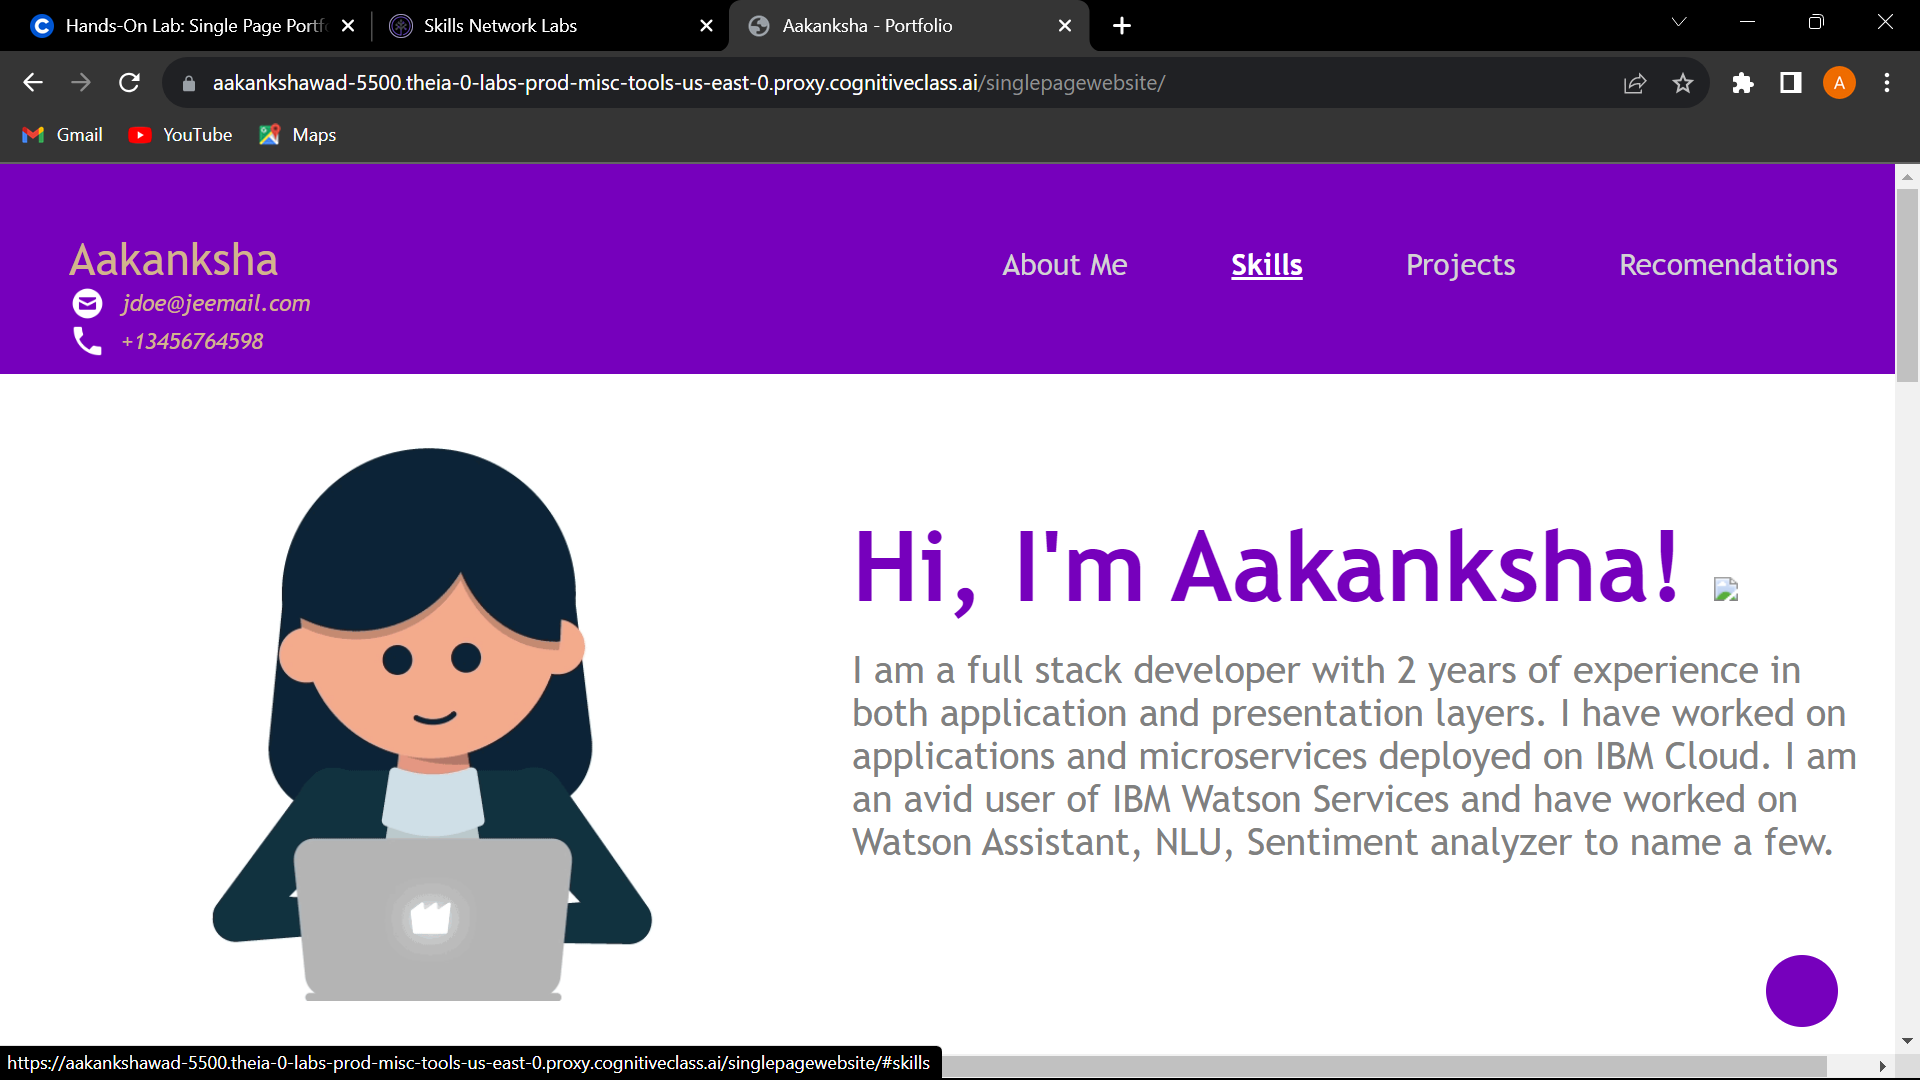 Hands-On Lab: Single Page Portf
Skills Network Labs
Aakanksha - Portfolio
aakankshawad-5500.theia-0-labs-prod-misc-tools-us-east-0.proxy.cognitiveclass.ai/singlepagewebsite/
A
Gmail
YouTube
Maps
Aakanksha
jdoe@jeemail.com
+13456764598
About Me
Skills
Projects
Recomendations
Hi, I'm Aakanksha!
I am a full stack developer with 2 years of experience in
both application and presentation layers. I have worked on
applications and microservices deployed on IBM Cloud. I am
an avid user of IBM Watson Services and have worked on
Watson Assistant, NLU, Sentiment analyzer to name a few.
https://aakankshawad-5500.theia-0-labs-prod-misc-tools-us-east-0.proxy.cognitiveclass.ai/singlepagewebsite/#skills